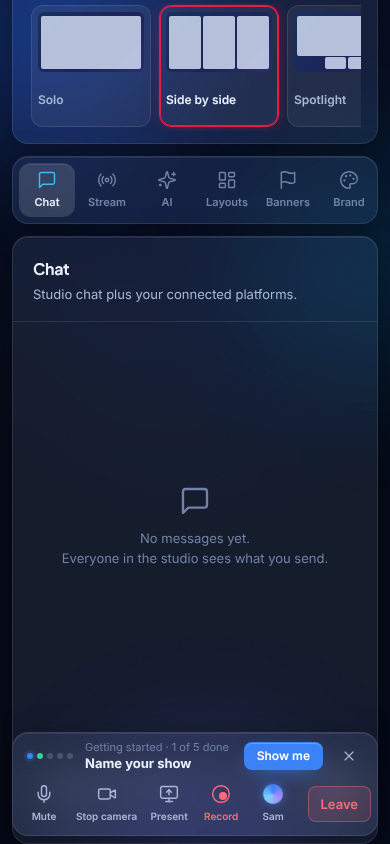 Solo
Side by side
Spotlight
Chat
Stream
AI
Layouts
Banners
Brand
Chat
Studio chat plus your connected platforms.
No messages yet.
Everyone in the studio sees what you send.
Getting started · 1 of 5 done
Name your show
Show me
Mute
Stop camera
Present
Record
Sam
Leave